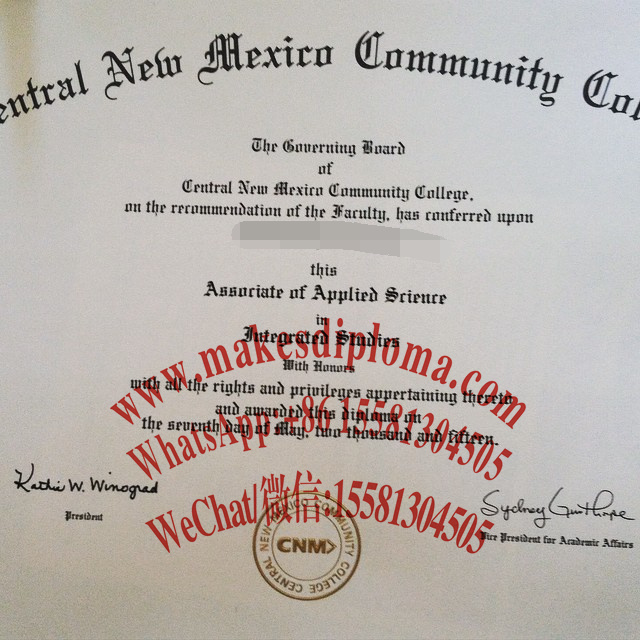 entral New Mexico Community Col
The Governing Board
of
Central New Mexico Community College,
on the recommendation of the Faculty, has conferred upon
this
Associate of Applied Science
in
Integrated Studies
With Honors
with all the rights and privileges appertaining thereto
and awarded this diploma on
the seventh day of May, two thousand and fifteen.
www.makesdiploma.com
WhatsApp:+86 15581304505
WeChat/微信:15581304505
Kathie W. Winograd
President
Sydney Gunthorpe
Vice President for Academic Affairs
CENTRAL NEW MEXICO COMMUNITY COLLEGE
CNM